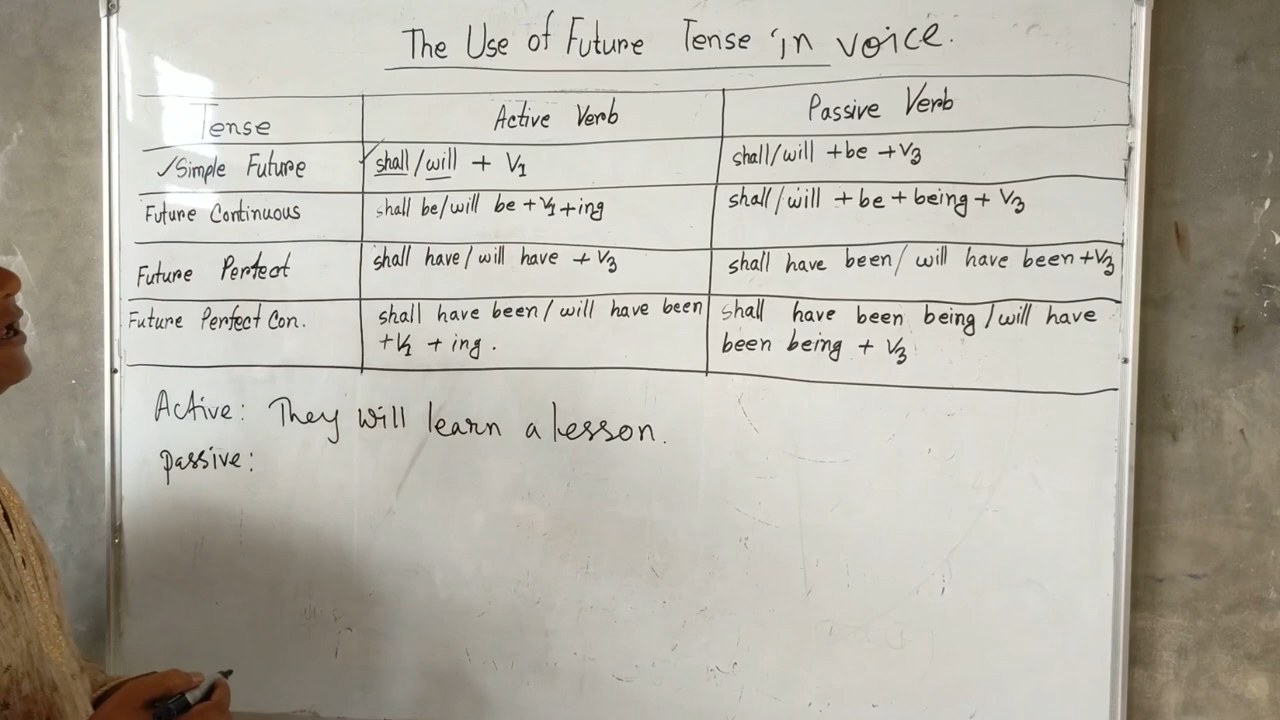 The Use of Future Tense in voice.
Tense Active Verb Passive Verb
✓Simple Future shall/will + V1 shall/will +be +V3
Future Continuous shall be/will be +V1+ing shall/will +be+being+V3
Future Perfect shall have/will have +V3 shall have been/ will have been+V3
Future Perfect Con. shall have been/will have been shall have been being/will have
+V1 +ing. been being + V3
Active: They will learn a lesson.
passive: